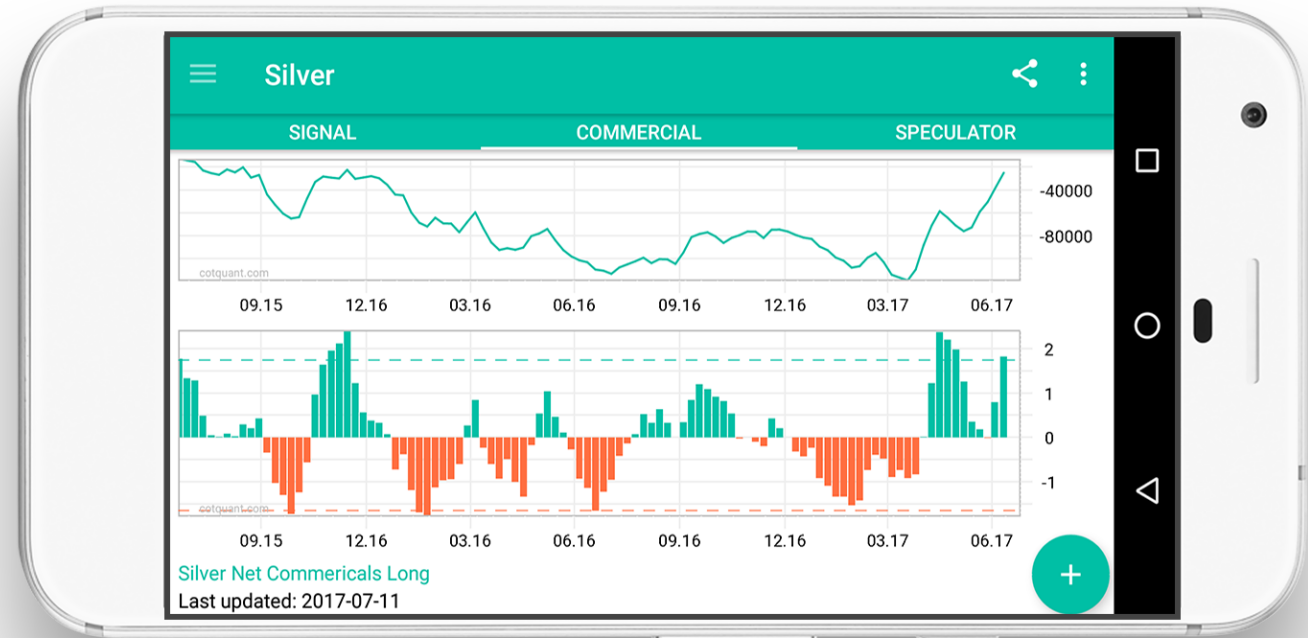 Silver
SIGNAL COMMERCIAL SPECULATOR
-40000
-80000
cotquant.com
09.15 12.16 03.16 06.16 09.16 12.16 03.17 06.17
2
1
0
-1
cotquant.com
09.15 12.16 03.16 06.16 09.16 12.16 03.17 06.17
Silver Net Commericals Long
+
Last updated: 2017-07-11